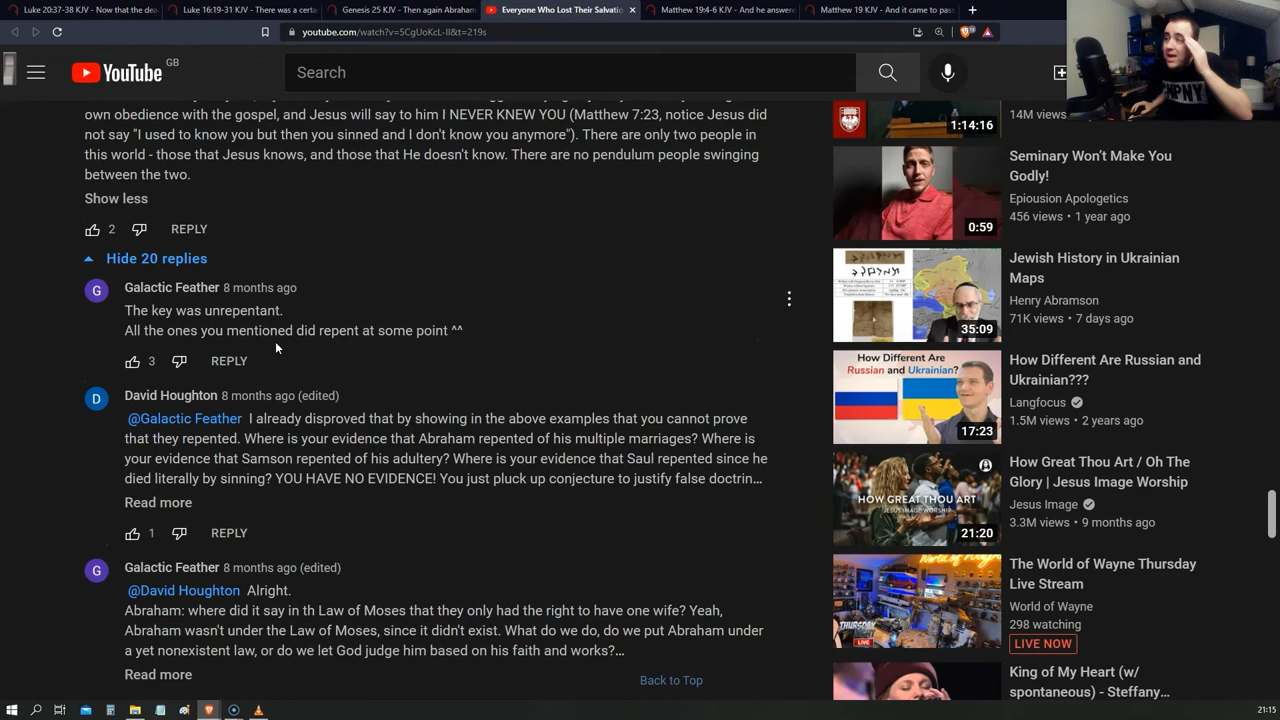 Luke 20:37-38 KJV - Now that the dea
Luke 16:19-31 KJV - There was a certa
Genesis 25 KJV - Then again Abraham
Everyone Who Lost Their Salvatio
Matthew 19:4-6 KJV - And he answere
Matthew 19 KJV - And it came to pas
youtube.com/watch?v=5CgUoKcL-II&t=219s
YouTube GB
Search
own obedience with the gospel, and Jesus will say to him I NEVER KNEW YOU (Matthew 7:23, notice Jesus did
not say "I used to know you but then you sinned and I don't know you anymore"). There are only two people in
this world - those that Jesus knows, and those that He doesn't know. There are no pendulum people swinging
between the two.
Show less
2 REPLY
Hide 20 replies
G
Galactic Feather 8 months ago
The key was unrepentant.
All the ones you mentioned did repent at some point ^^
3 REPLY
D
David Houghton 8 months ago (edited)
@Galactic Feather I already disproved that by showing in the above examples that you cannot prove
that they repented. Where is your evidence that Abraham repented of his multiple marriages? Where is
your evidence that Samson repented of his adultery? Where is your evidence that Saul repented since he
died literally by sinning? YOU HAVE NO EVIDENCE! You just pluck up conjecture to justify false doctrin...
Read more
1 REPLY
G
Galactic Feather 8 months ago (edited)
@David Houghton Alright.
Abraham: where did it say in th Law of Moses that they only had the right to have one wife? Yeah,
Abraham wasn't under the Law of Moses, since it didn't exist. What do we do, do we put Abraham under
a yet nonexistent law, or do we let God judge him based on his faith and works?...
Read more
Back to Top
1:14:16
14M views
Seminary Won't Make You
Godly!
Epiousion Apologetics
456 views • 1 year ago
0:59
Jewish History in Ukrainian
Maps
Henry Abramson
71K views • 7 days ago
35:09
How Different Are
Russian and Ukrainian?
17:23
How Different Are Russian and
Ukrainian???
Langfocus
1.5M views • 2 years ago
HOW GREAT THOU ART
21:20
How Great Thou Art / Oh The
Glory | Jesus Image Worship
Jesus Image
3.3M views • 9 months ago
THURSDAY
LIVE
The World of Wayne Thursday
Live Stream
World of Wayne
298 watching
LIVE NOW
King of My Heart (w/
spontaneous) - Steffany...
21:15